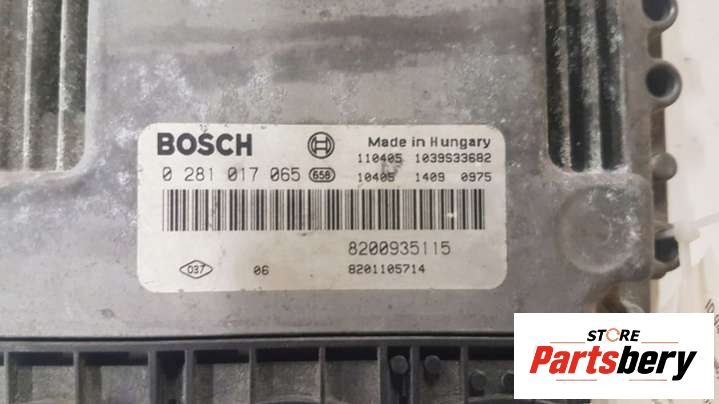 BOSCH
Made in Hungary
110405 1039S33682
0 281 017 065 658
10405 1409 0975
8200935115
037 06 8201105714
STORE
Partsbery